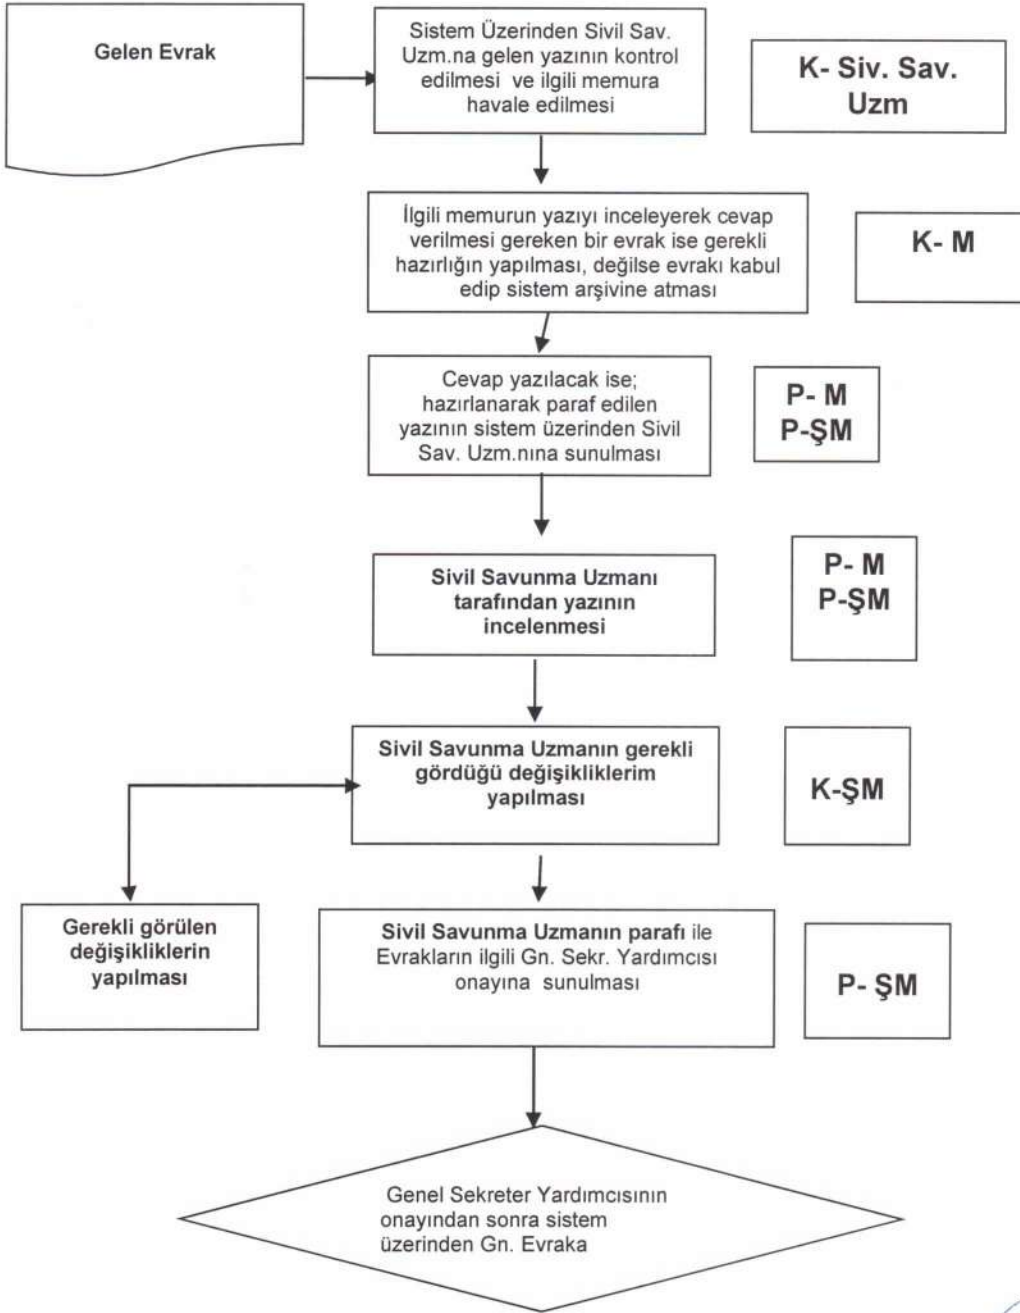 Gelen Evrak
Sistem Üzerinden Sivil Sav.
Uzm.na gelen yazının kontrol
edilmesi ve ilgili memura
havale edilmesi
K- Siv. Sav.
Uzm
İlgili memurun yazıyı inceleyerek cevap
verilmesi gereken bir evrak ise gerekli
hazırlığın yapılması, değilse evrakı kabul
edip sistem arşivine atması
K- M
Cevap yazılacak ise;
hazırlanarak paraf edilen
yazının sistem üzerinden Sivil
Sav. Uzm.nına sunulması
P- M
P-ŞM
Sivil Savunma Uzmanı
tarafından yazının
incelenmesi
P- M
P-ŞM
Sivil Savunma Uzmanın gerekli
gördüğü değişikliklerim
yapılması
K-ŞM
Gerekli görülen
değişikliklerin
yapılması
Sivil Savunma Uzmanın parafı ile
Evrakların ilgili Gn. Sekr. Yardımcısı
onayına sunulması
P- ŞM
Genel Sekreter Yardımcısının
onayından sonra sistem
üzerinden Gn. Evraka